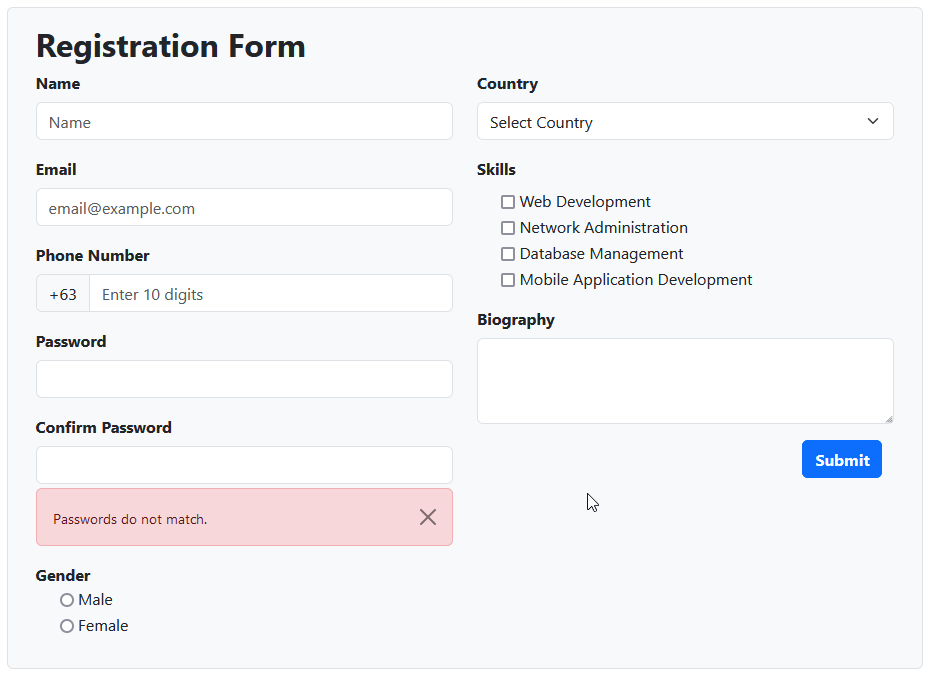 Registration Form
Name
Name
Email
email@example.com
Phone Number
+63 Enter 10 digits
Password
Confirm Password
Passwords do not match.
Gender
Male
Female
Country
Select Country
Skills
Web Development
Network Administration
Database Management
Mobile Application Development
Biography
Submit